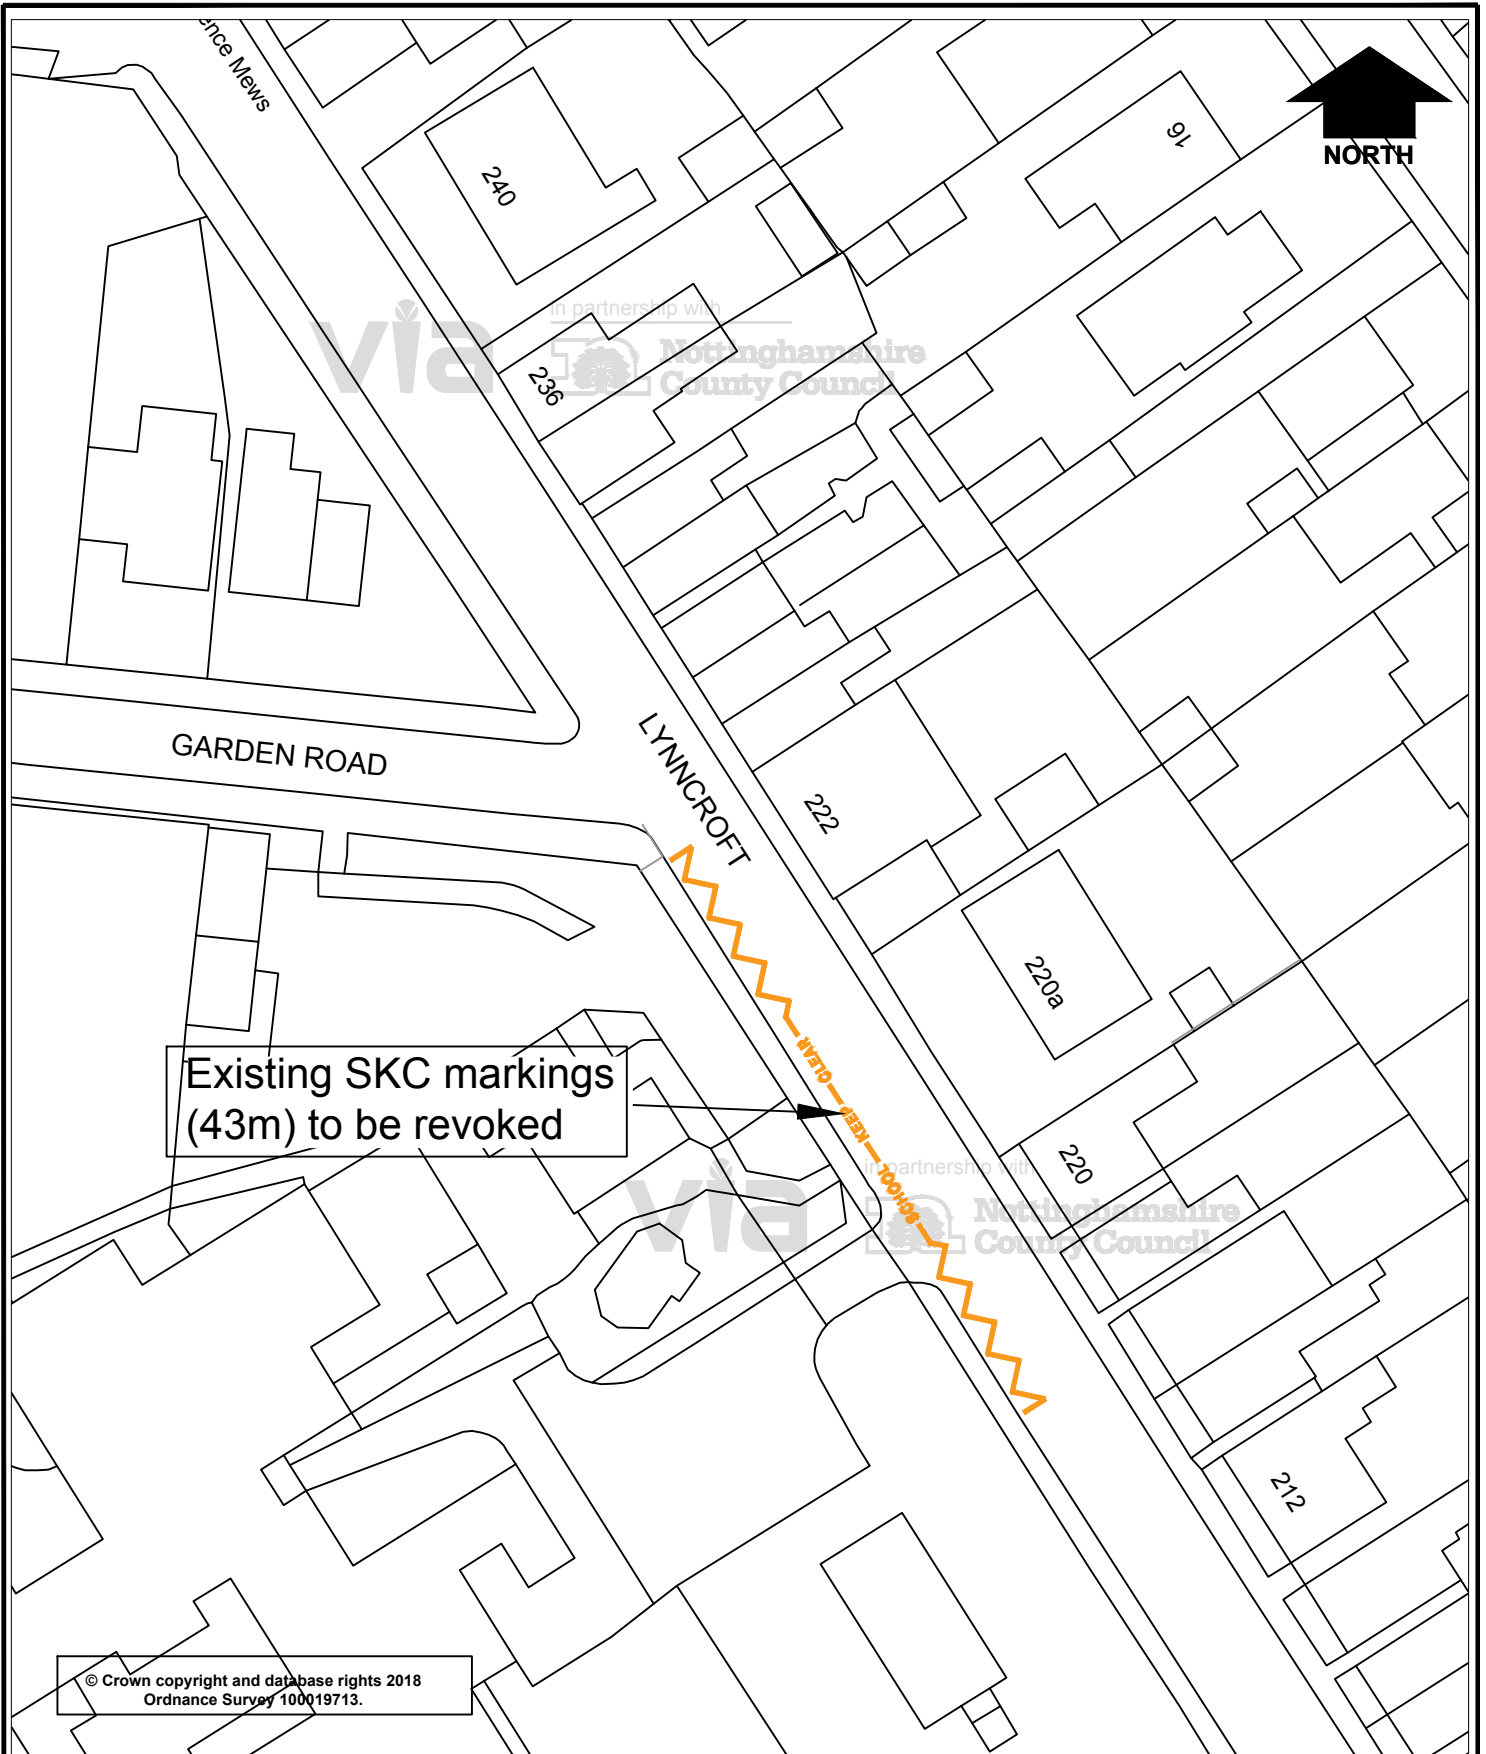 ence Mews
NORTH
16
240
in partnership with
via
Nottinghamshire
County Council
236
GARDEN ROAD
LYNNCROFT
222
220a
CLEAR
KEEP
SCHOOL
Existing SKC markings
(43m) to be revoked
in partnership with
via
Nottinghamshire
County Council
220
212
© Crown copyright and database rights 2018
Ordnance Survey 100019713.